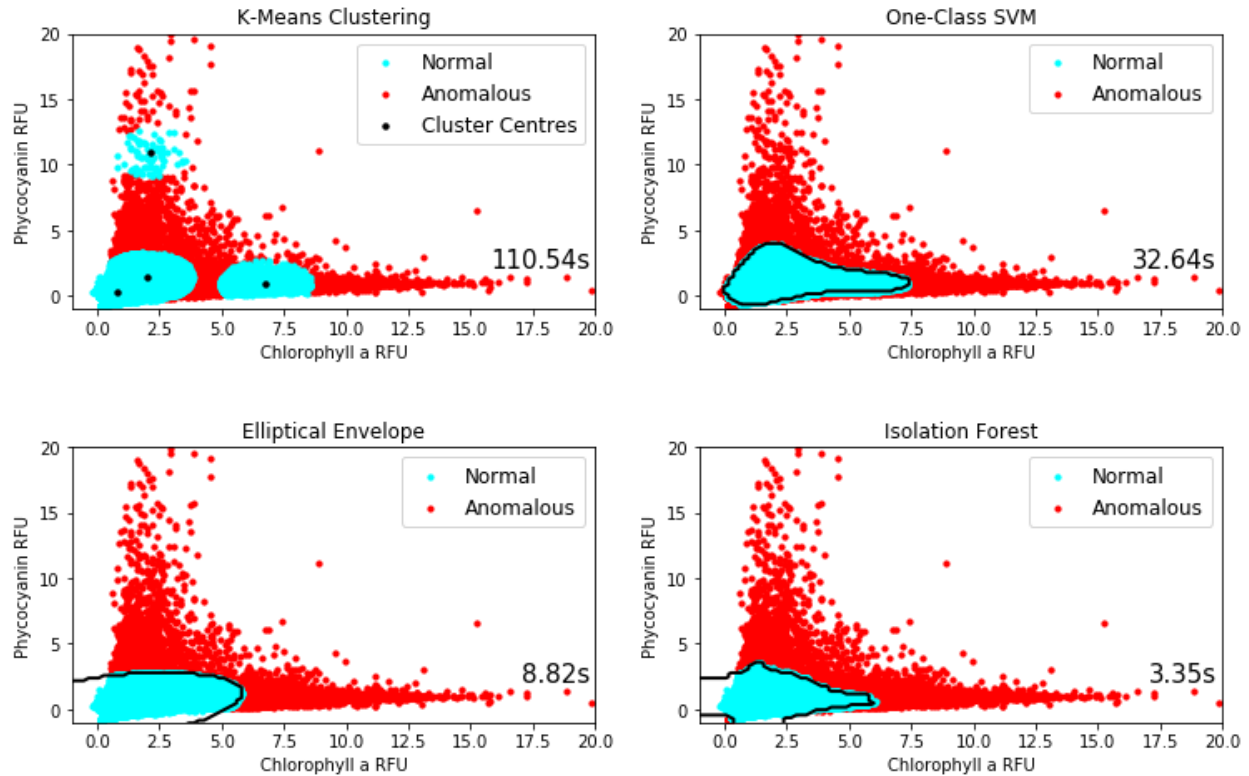 K-Means Clustering
20
15
10
5
0
Phycocyanin RFU
Normal
Anomalous
Cluster Centres
110.54s
0.0 2.5 5.0 7.5 10.0 12.5 15.0 17.5 20.0
Chlorophyll a RFU
One-Class SVM
20
15
10
5
0
Phycocyanin RFU
Normal
Anomalous
32.64s
0.0 2.5 5.0 7.5 10.0 12.5 15.0 17.5 20.0
Chlorophyll a RFU
Elliptical Envelope
20
15
10
5
0
Phycocyanin RFU
Normal
Anomalous
8.82s
0.0 2.5 5.0 7.5 10.0 12.5 15.0 17.5 20.0
Chlorophyll a RFU
Isolation Forest
20
15
10
5
0
Phycocyanin RFU
Normal
Anomalous
3.35s
0.0 2.5 5.0 7.5 10.0 12.5 15.0 17.5 20.0
Chlorophyll a RFU